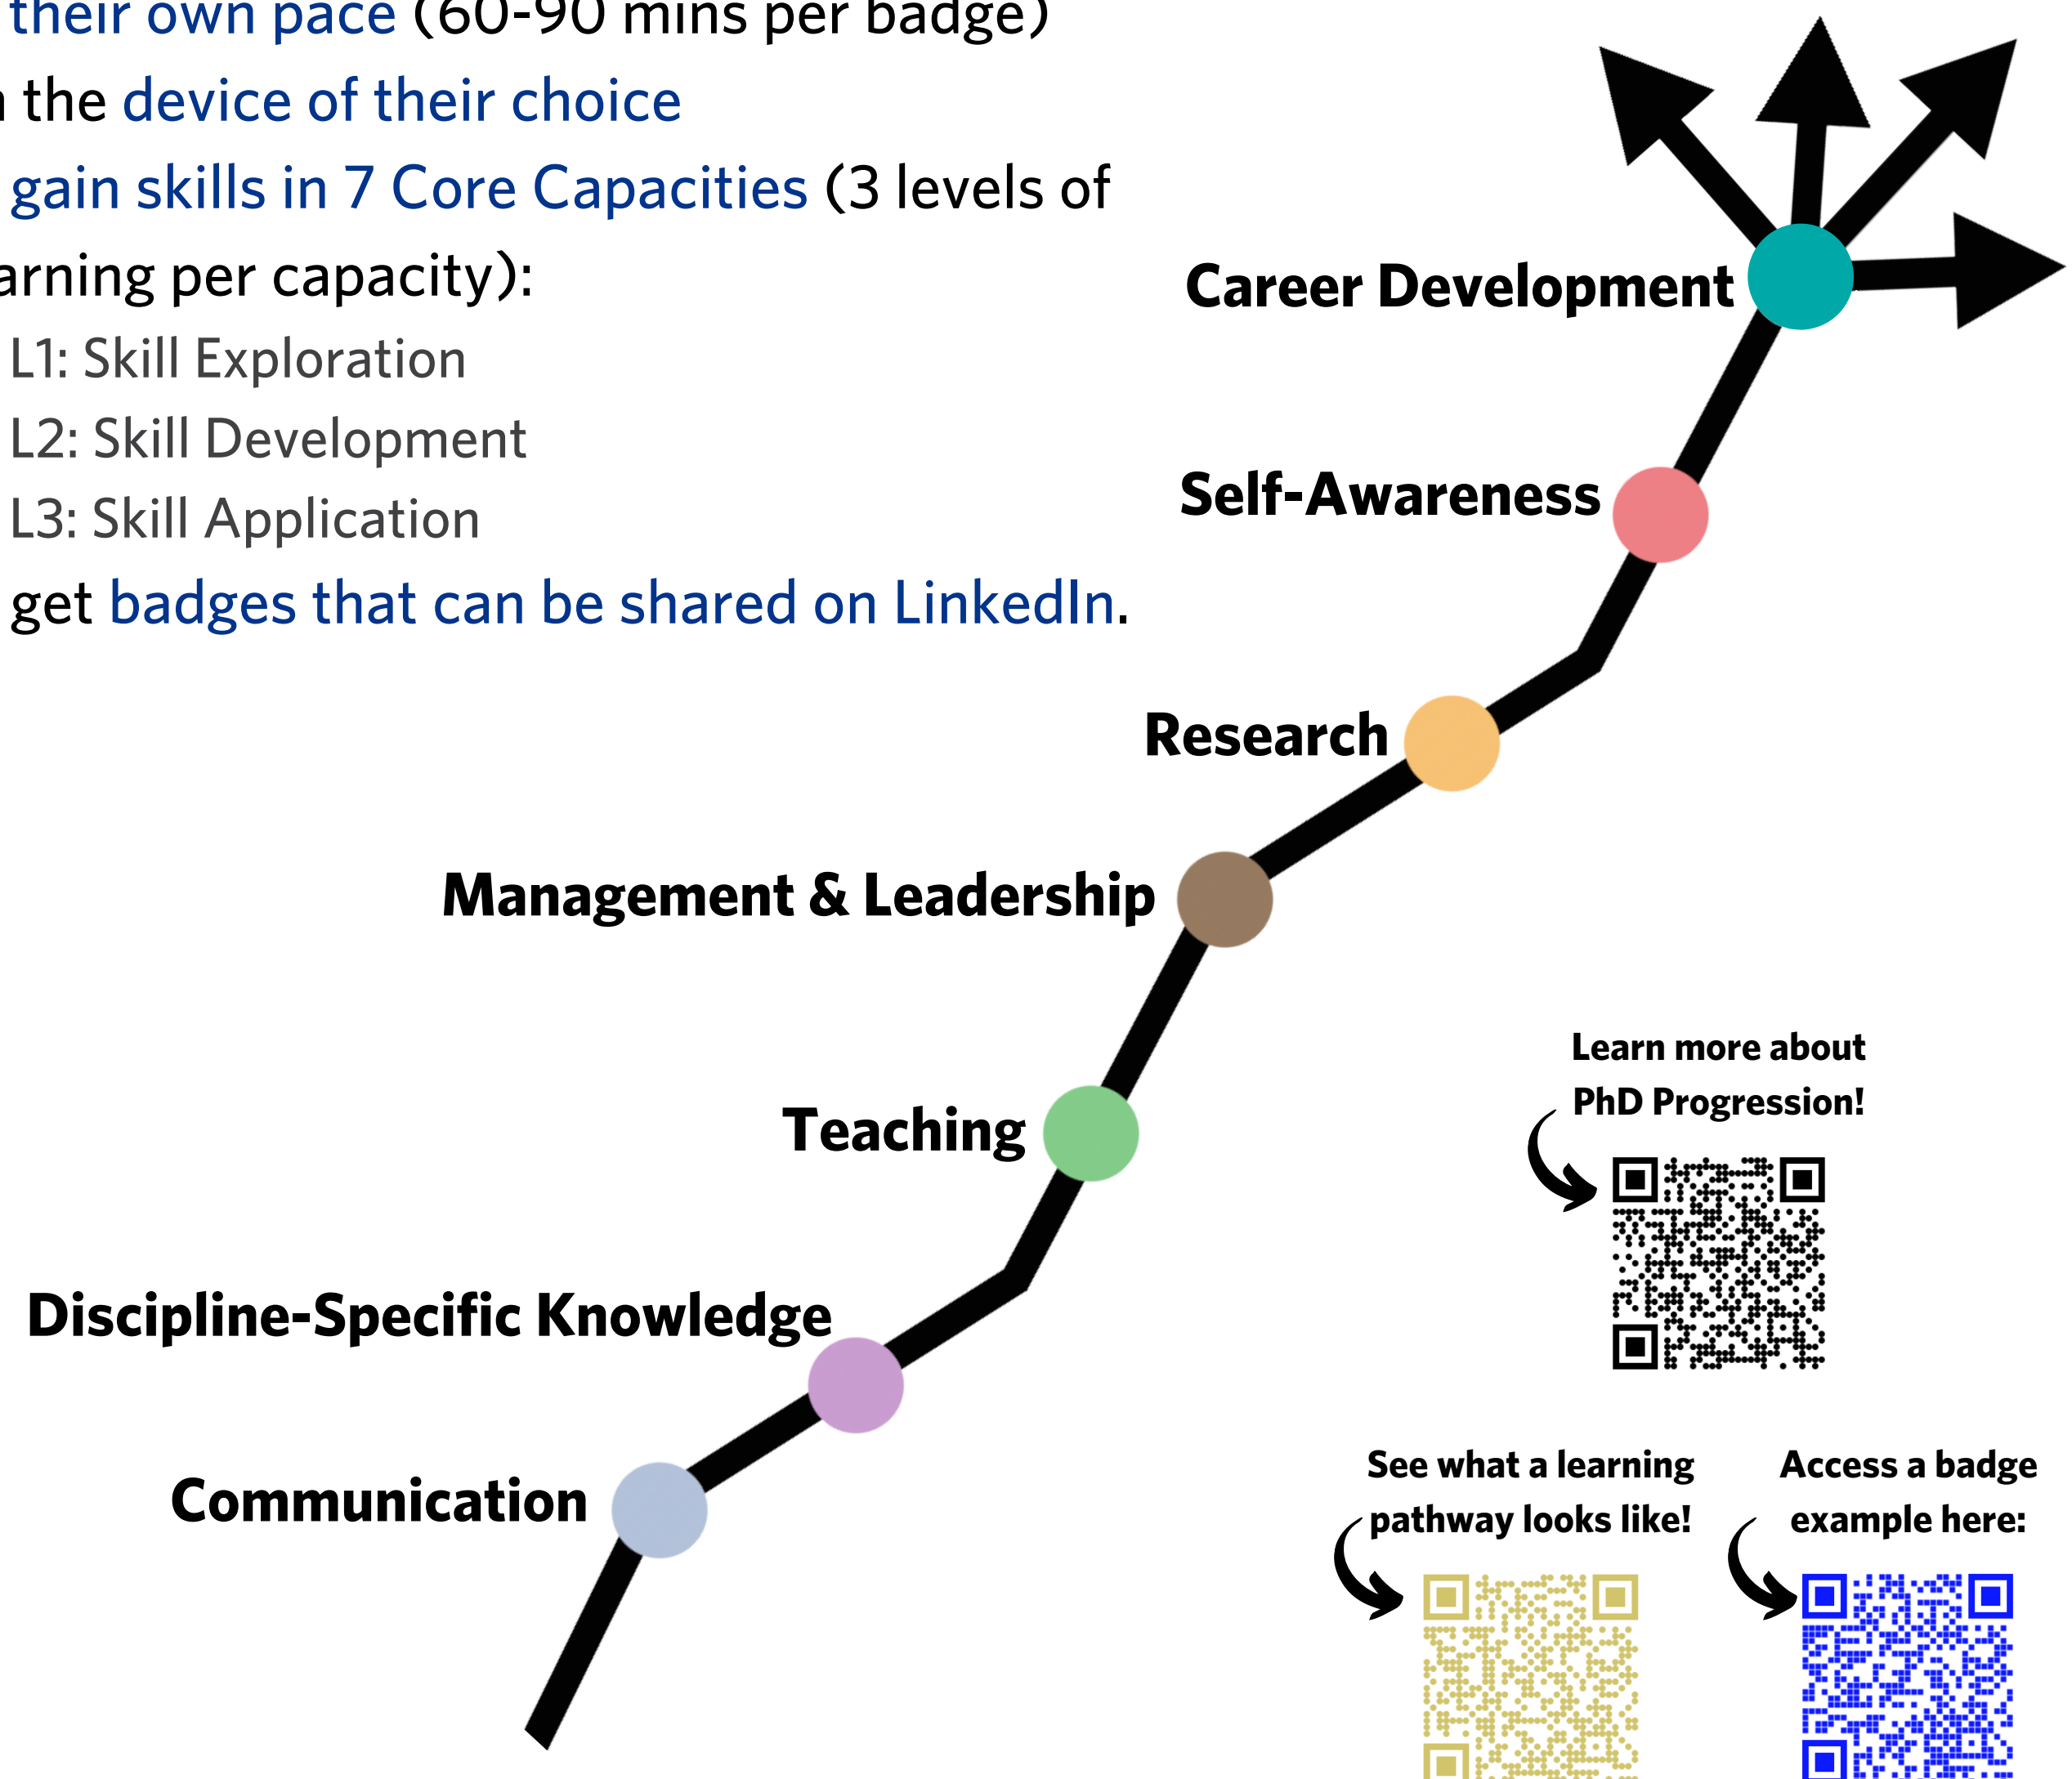 their own pace (60-90 mins per badge)
the device of their choice
gain skills in 7 Core Capacities (3 levels of
arning per capacity):
L1: Skill Exploration
L2: Skill Development
L3: Skill Application
get badges that can be shared on LinkedIn.
Career Development
Self-Awareness
Research
Management & Leadership
Teaching
Discipline-Specific Knowledge
Communication
Learn more about
PhD Progression!
See what a learning
pathway looks like!
Access a badge
example here: